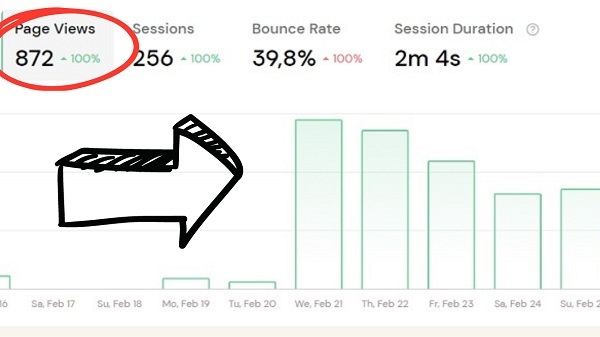 Page Views
872 100%
Sessions
256 100%
Bounce Rate
39,8% 100%
Session Duration ?
2m 4s 100%
16 Sa, Feb 17 Su, Feb 18 Mo, Feb 19 Tu, Feb 20 We, Feb 21 Th, Feb 22 Fr, Feb 23 Sa, Feb 24 Su, Feb 2